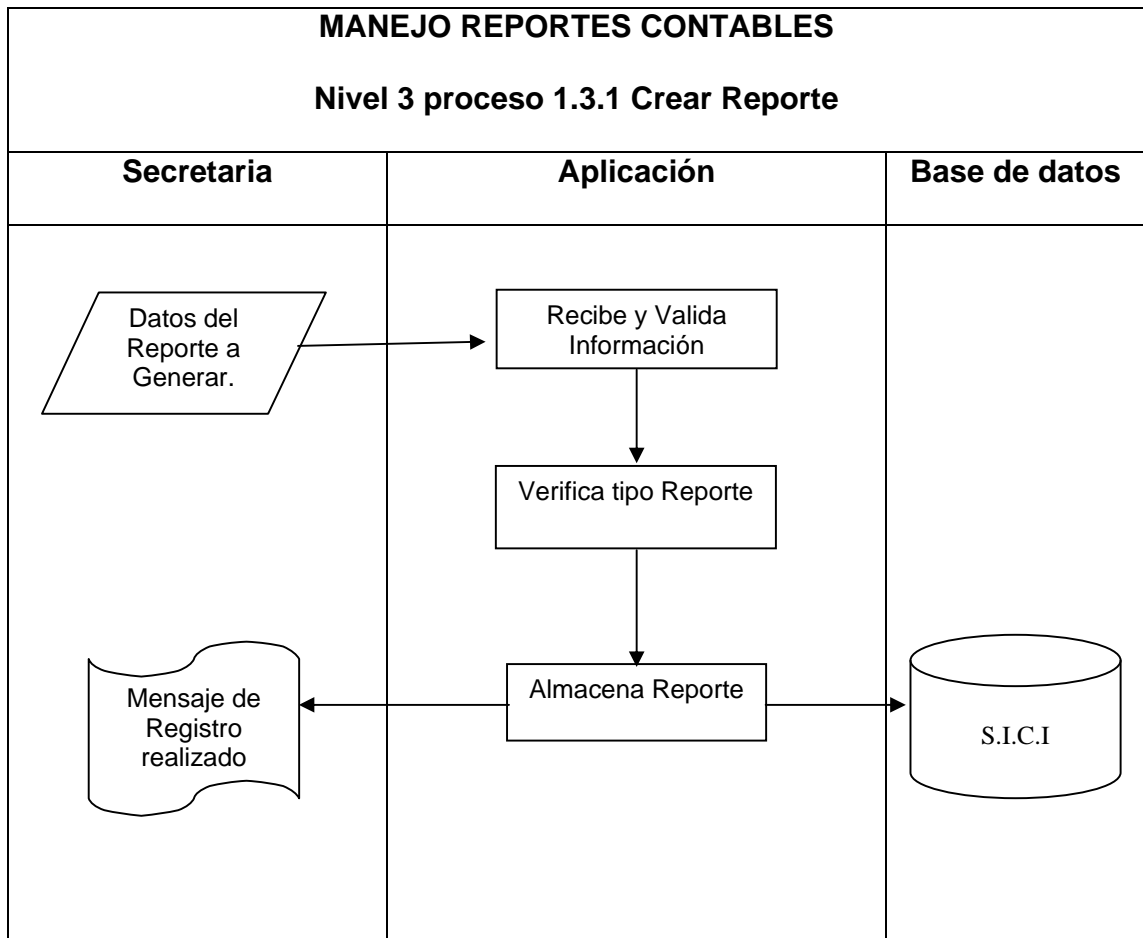 MANEJO REPORTES CONTABLES
Nivel 3 proceso 1.3.1 Crear Reporte
Secretaria
Aplicación
Base de datos
Datos del
Reporte a
Generar.
Recibe y Valida
Información
Verifica tipo Reporte
Mensaje de
Registro
realizado
Almacena Reporte
S.I.C.I